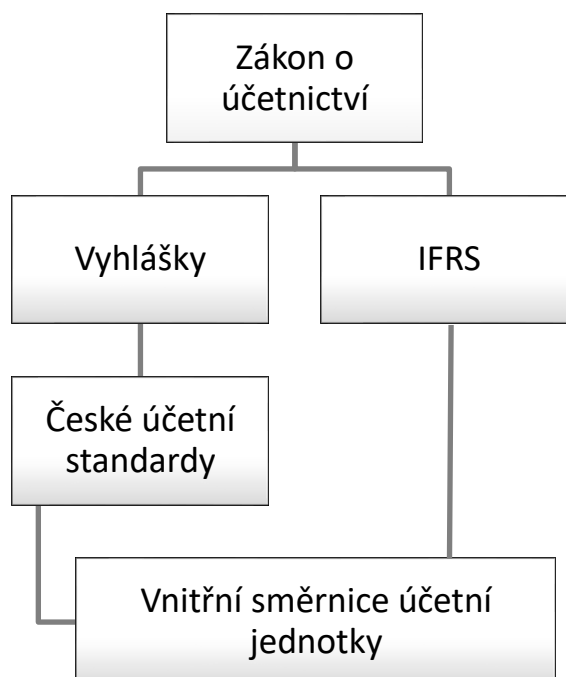 Zákon o
účetnictví
Vyhlášky
IFRS
České účetní
standardy
Vnitřní směrnice účetní
jednotky